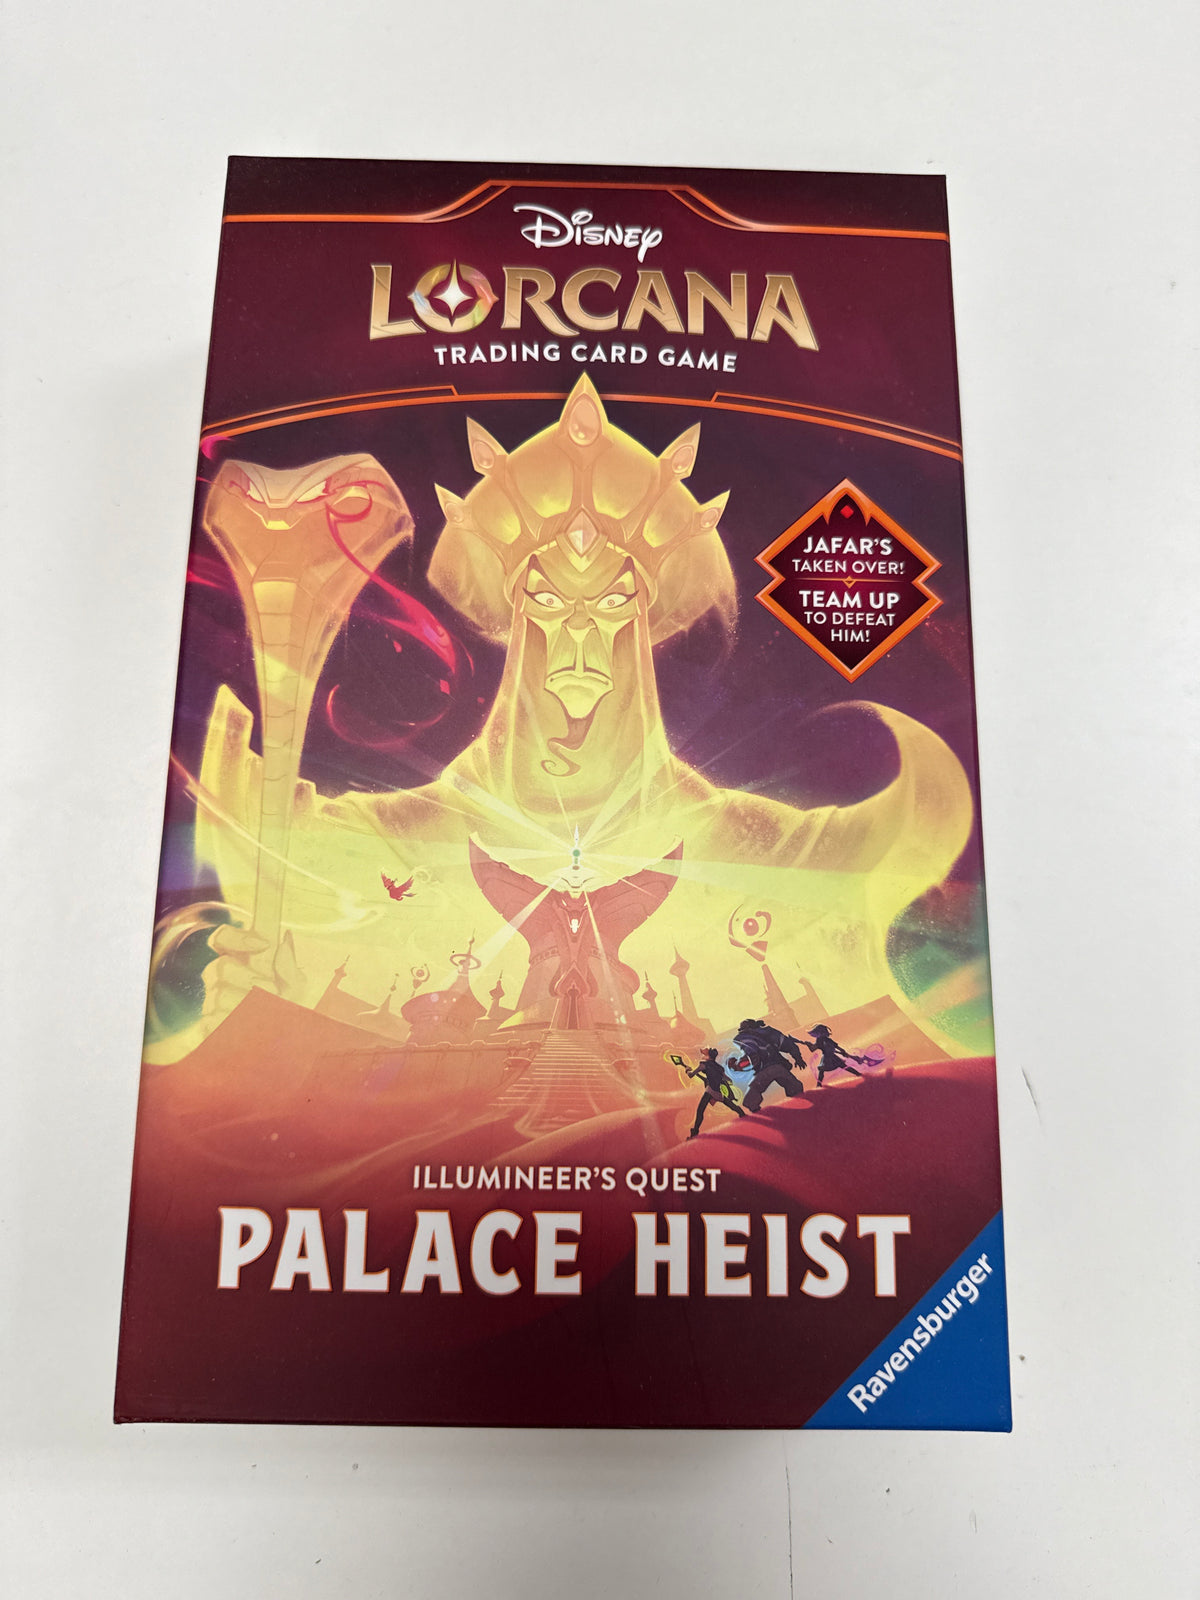 Disney
LORCANA
TRADING CARD GAME
JAFAR'S
TAKEN OVER!
TEAM UP
TO DEFEAT
HIM!
ILLUMINEER'S QUEST
PALACE HEIST
Ravensburger